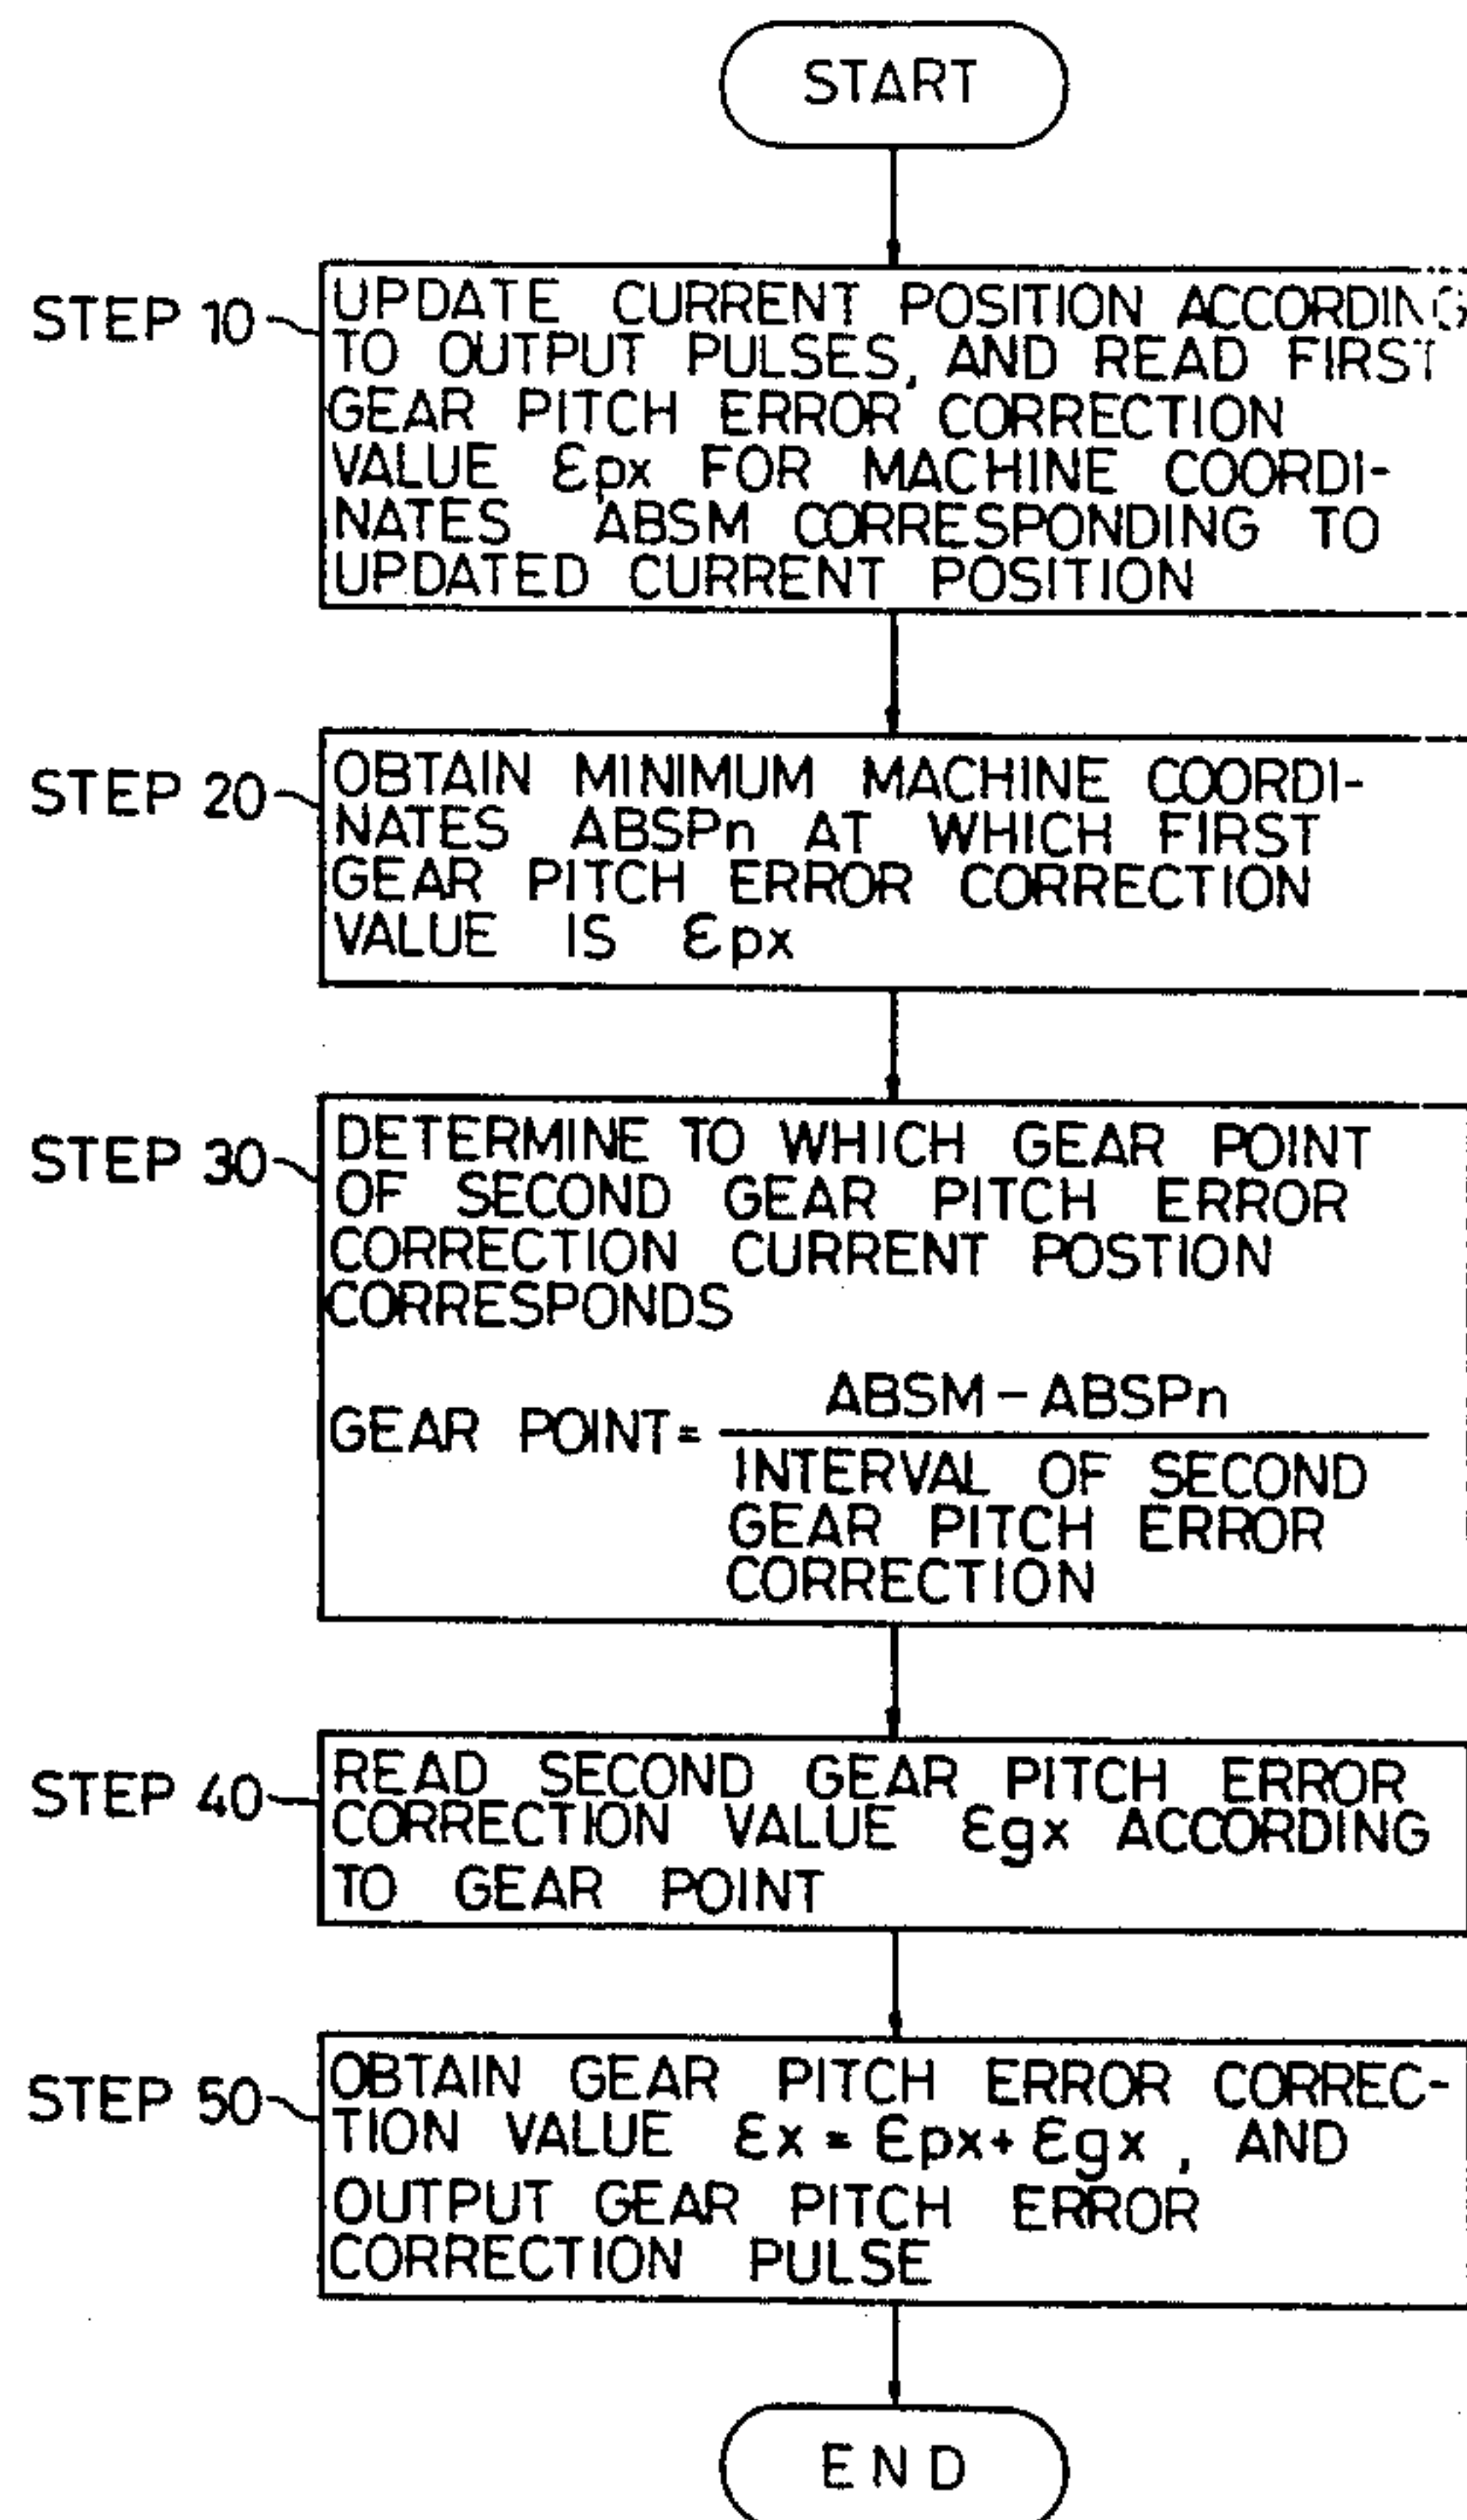 START
STEP 10
UPDATE CURRENT POSITION ACCORDING
TO OUTPUT PULSES, AND READ FIRST
GEAR PITCH ERROR CORRECTION
VALUE εpx FOR MACHINE COORDI-
NATES ABSM CORRESPONDING TO
UPDATED CURRENT POSITION
STEP 20
OBTAIN MINIMUM MACHINE COORDI-
NATES ABSPn AT WHICH FIRST
GEAR PITCH ERROR CORRECTION
VALUE IS εpx
STEP 30
DETERMINE TO WHICH GEAR POINT
OF SECOND GEAR PITCH ERROR
CORRECTION CURRENT POSTION
CORRESPONDS
ABSM - ABSPn
GEAR POINT=
INTERVAL OF SECOND
GEAR PITCH ERROR
CORRECTION
STEP 40
READ SECOND GEAR PITCH ERROR
CORRECTION VALUE εgx ACCORDING
TO GEAR POINT
STEP 50
OBTAIN GEAR PITCH ERROR CORREC-
TION VALUE εx = εpx + εgx, AND
OUTPUT GEAR PITCH ERROR
CORRECTION PULSE
END